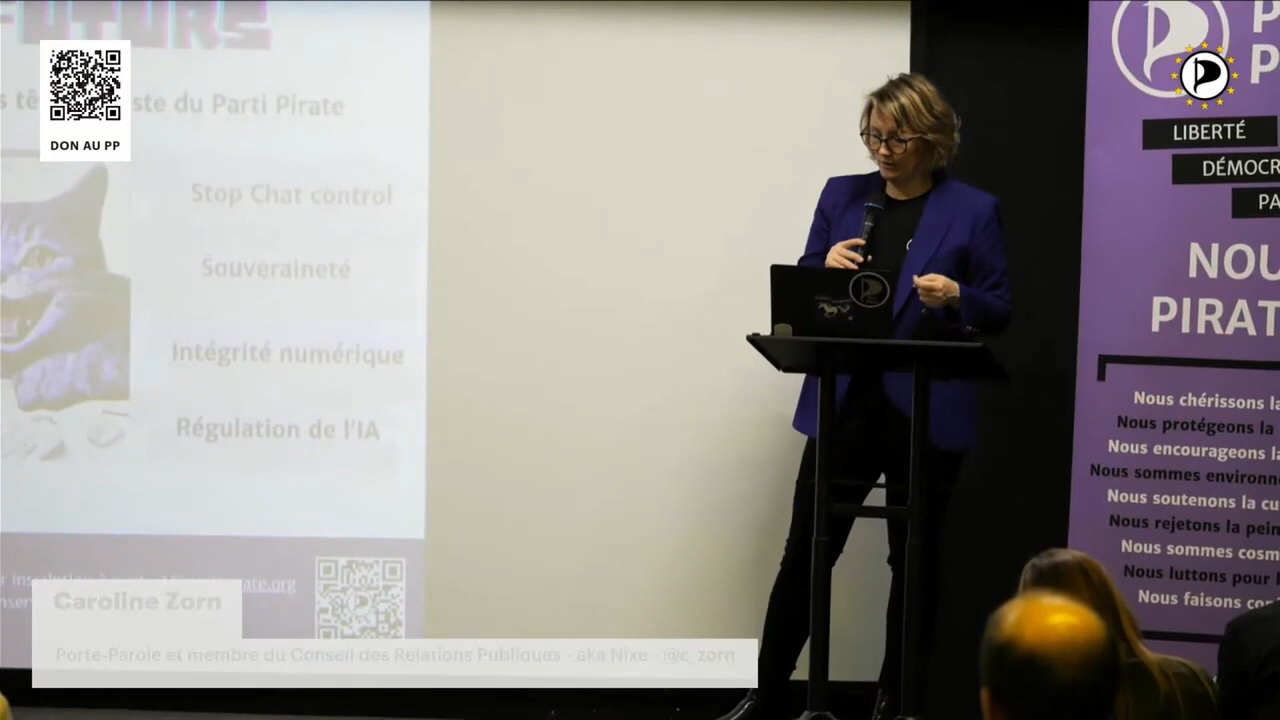 FUTURS
DON AU PP
ste du Parti Pirate
Stop Chat control
Souveraineté
Intégrité numérique
Régulation de l'IA
Caroline Zorn
Porte-Parole et membre du Conseil des Relations Publiques - aka Nixe - @c_zorn
LIBERTÉ
DÉMOCR
PA
NOU
PIRAT
Nous chérissons la
Nous protégeons la
Nous encourageons la
Nous sommes environne
Nous soutenons la cu
Nous rejetons la pein
Nous sommes cosm
Nous luttons pour l
Nous faisons con